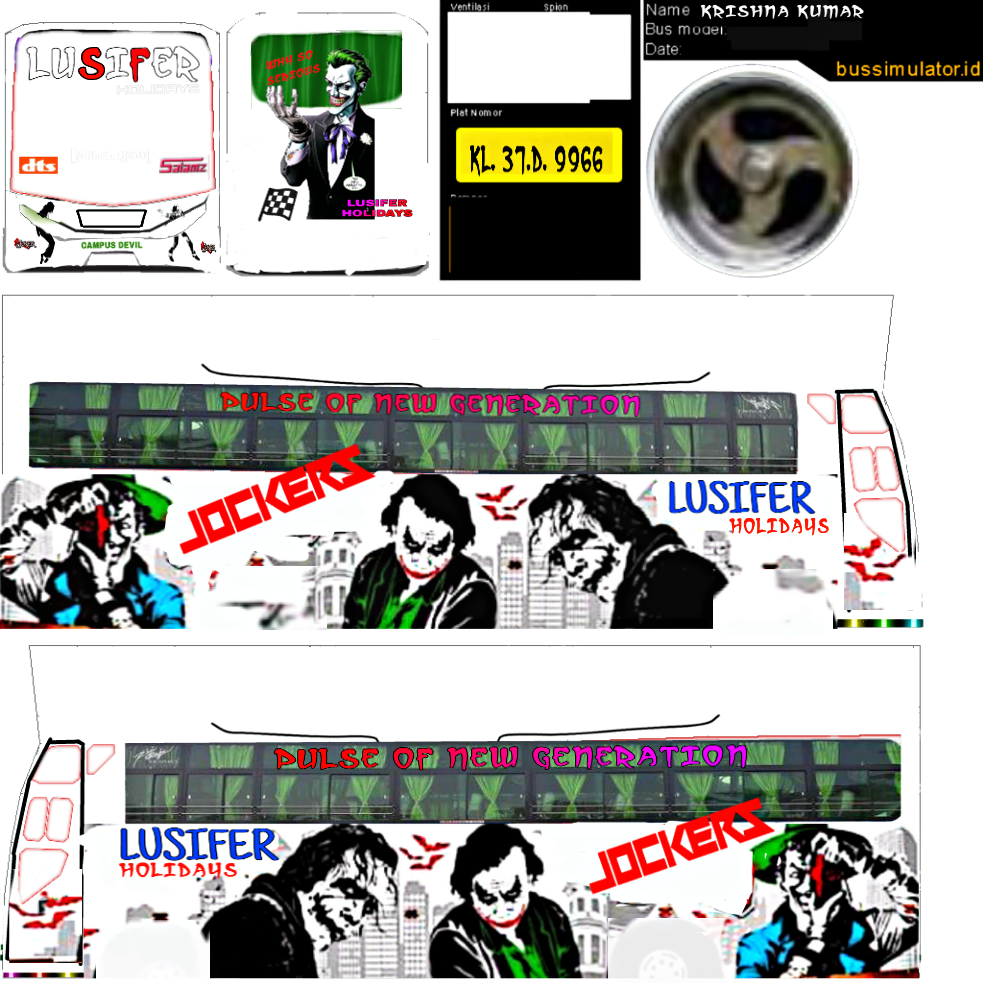 Ventilasi Spion
Name KRISHNA KUMAR
Bus model:
Date:
bussimulator.id
LUSIFER
HOLIDAYS
WHY SO
SERIOUS
Plat Nomor
KL. 37.D. 9966
dts
Salamz
CAMPUS DEVIL
LUSIFER
HOLIDAYS
PULSE OF NEW GENERATION
JOCKERS
LUSIFER
HOLIDAYS
PULSE OF NEW GENERATION
JOCKERS
LUSIFER
HOLIDAYS